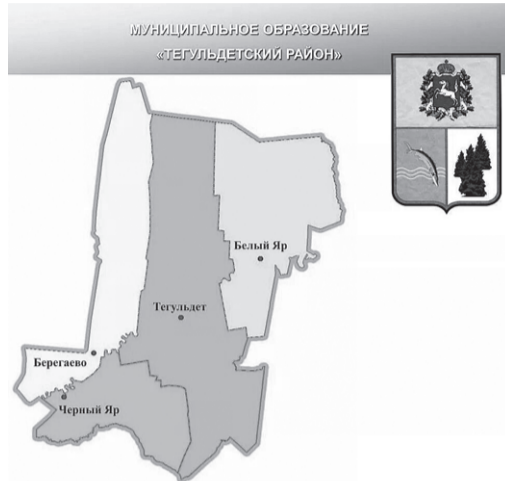 МУНИЦИПАЛЬНОЕ ОБРАЗОВАНИЕ
«ТЕГУЛЬДЕТСКИЙ РАЙОН»
Белый Яр
Тегульдет
Берегаево
Черный Яр